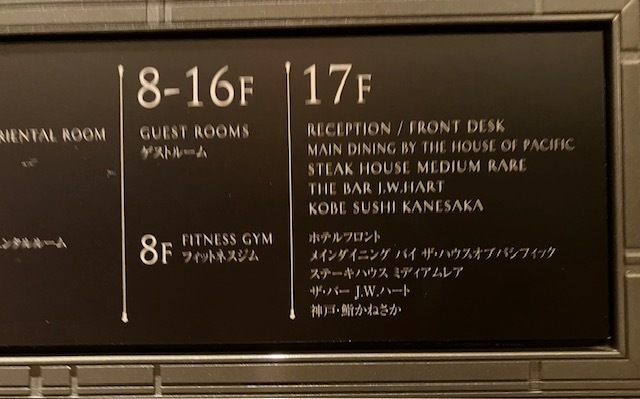 RIENTAL ROOM
ンタルルーム
8-16F
GUEST ROOMS
ゲストルーム
8F FITNESS GYM
フィットネスジム
17F
RECEPTION / FRONT DESK
MAIN DINING BY THE HOUSE OF PACIFIC
STEAK HOUSE MEDIUM RARE
THE BAR J.W.HART
KOBE SUSHI KANESAKA
ホテルフロント
メインダイニング バイ ザ・ハウスオブパシフィック
ステーキハウス ミディアムレア
ザ・バー J.W.ハート
神戸・鮨かねさか